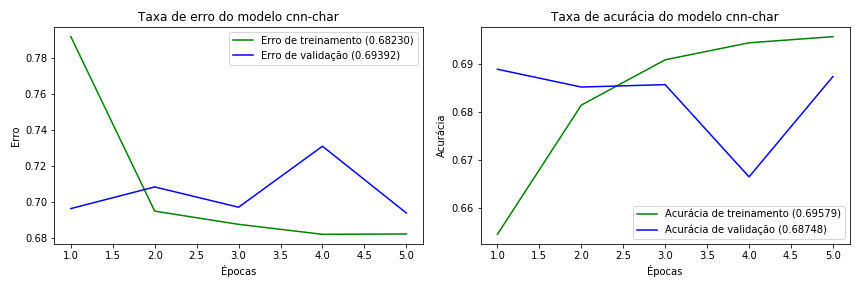 Taxa de erro do modelo cnn-char
Erro de treinamento (0.68230)
Erro de validação (0.69392)
0.78
0.76
0.74
0.72
0.70
0.68
Erro
1.0 1.5 2.0 2.5 3.0 3.5 4.0 4.5 5.0
Épocas
Taxa de acurácia do modelo cnn-char
0.69
0.68
0.67
0.66
Acurácia
Acurácia de treinamento (0.69579)
Acurácia de validação (0.68748)
1.0 1.5 2.0 2.5 3.0 3.5 4.0 4.5 5.0
Épocas